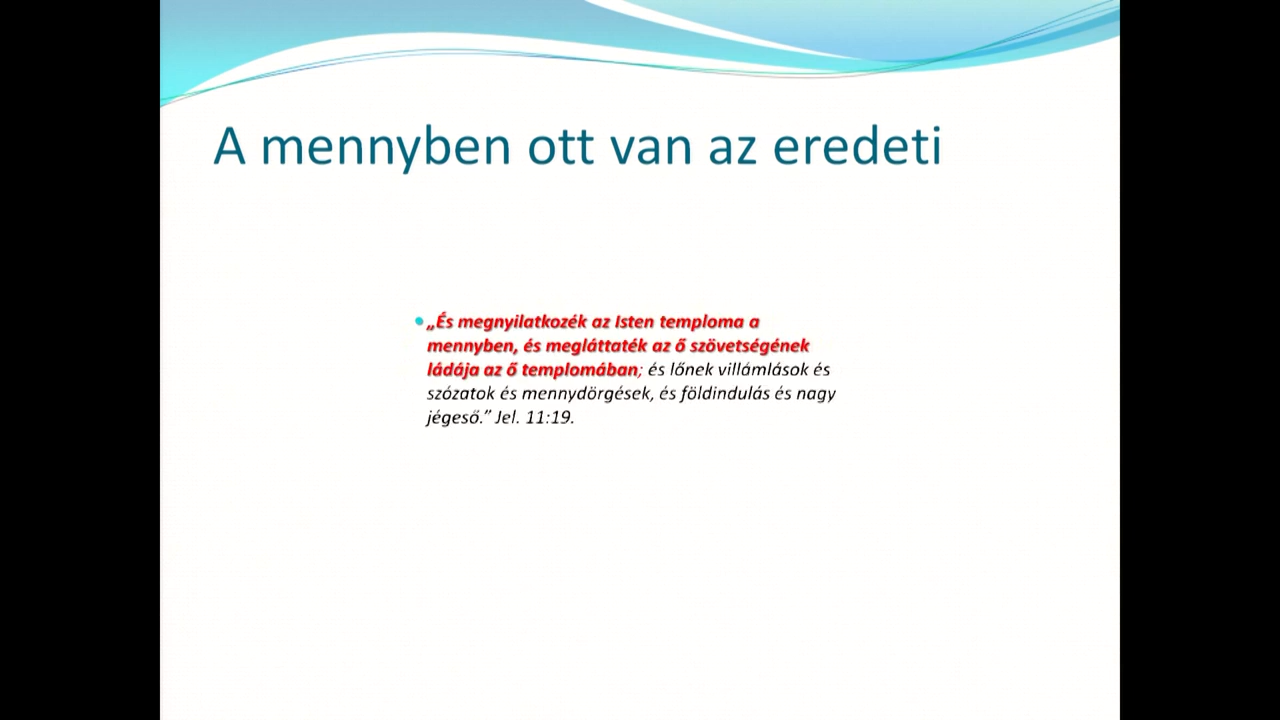 A mennyben ott van az eredeti
• „És megnyilatkozék az Isten temploma a
mennyben, és megláttaték az ő szövetségének
ládája az ő templomában; és lőnek villámlások és
szózatok és mennydörgések, és földindulás és nagy
jégeső.” Jel. 11:19.